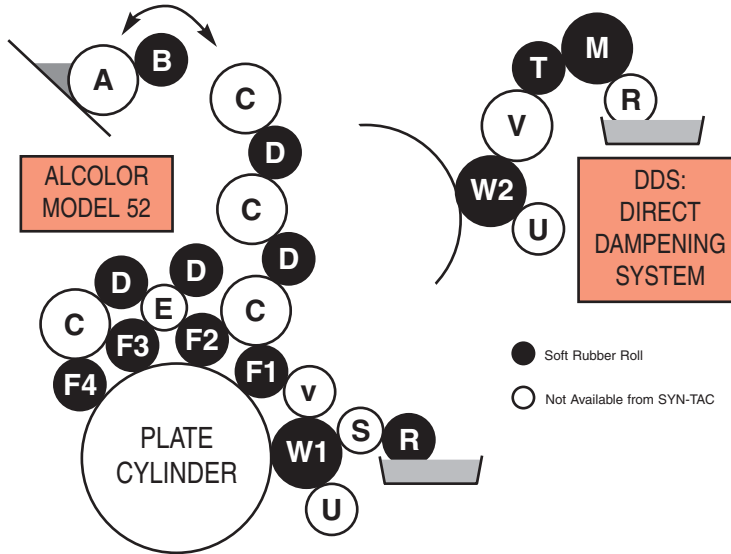 A
B
C
D
C
D
C
D
D
E
C
F3
F2
F4
F1
v
S
R
W1
U
PLATE
CYLINDER
ALCOLOR
MODEL 52
M
T
R
V
W2
U
DDS:
DIRECT
DAMPENING
SYSTEM
Soft Rubber Roll
Not Available from SYN-TAC